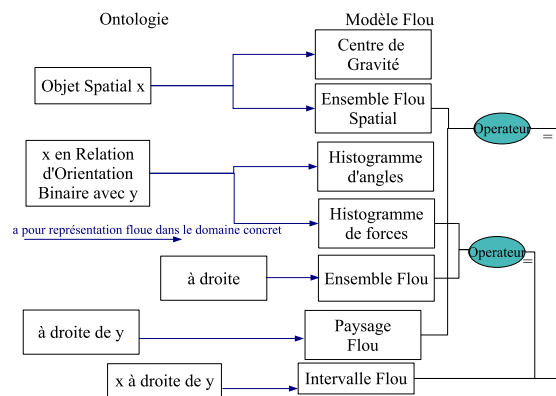 Ontologie
Modèle Flou
Centre de
Gravité
Objet Spatial x
Ensemble Flou
Spatial
Operateur
=
x en Relation
d'Orientation
Binaire avec y
Histogramme
d'angles
Histogramme
de forces
a pour représentation floue dans le domaine concret
Operateur
=
à droite
Ensemble Flou
à droite de y
Paysage
Flou
x à droite de y
Intervalle Flou